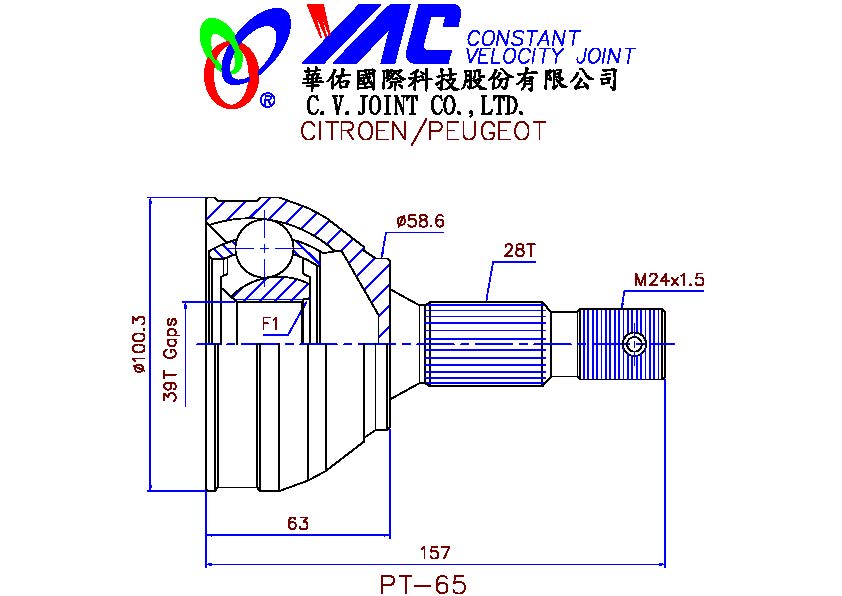 YAC CONSTANT
VELOCITY JOINT
®
華佑國際科技股份有限公司
C.V.JOINT CO.,LTD.
CITROEN/PEUGEOT
ø58.6
28T
M24x1.5
F1
ø100.3
39T Gaps
63
157
PT-65